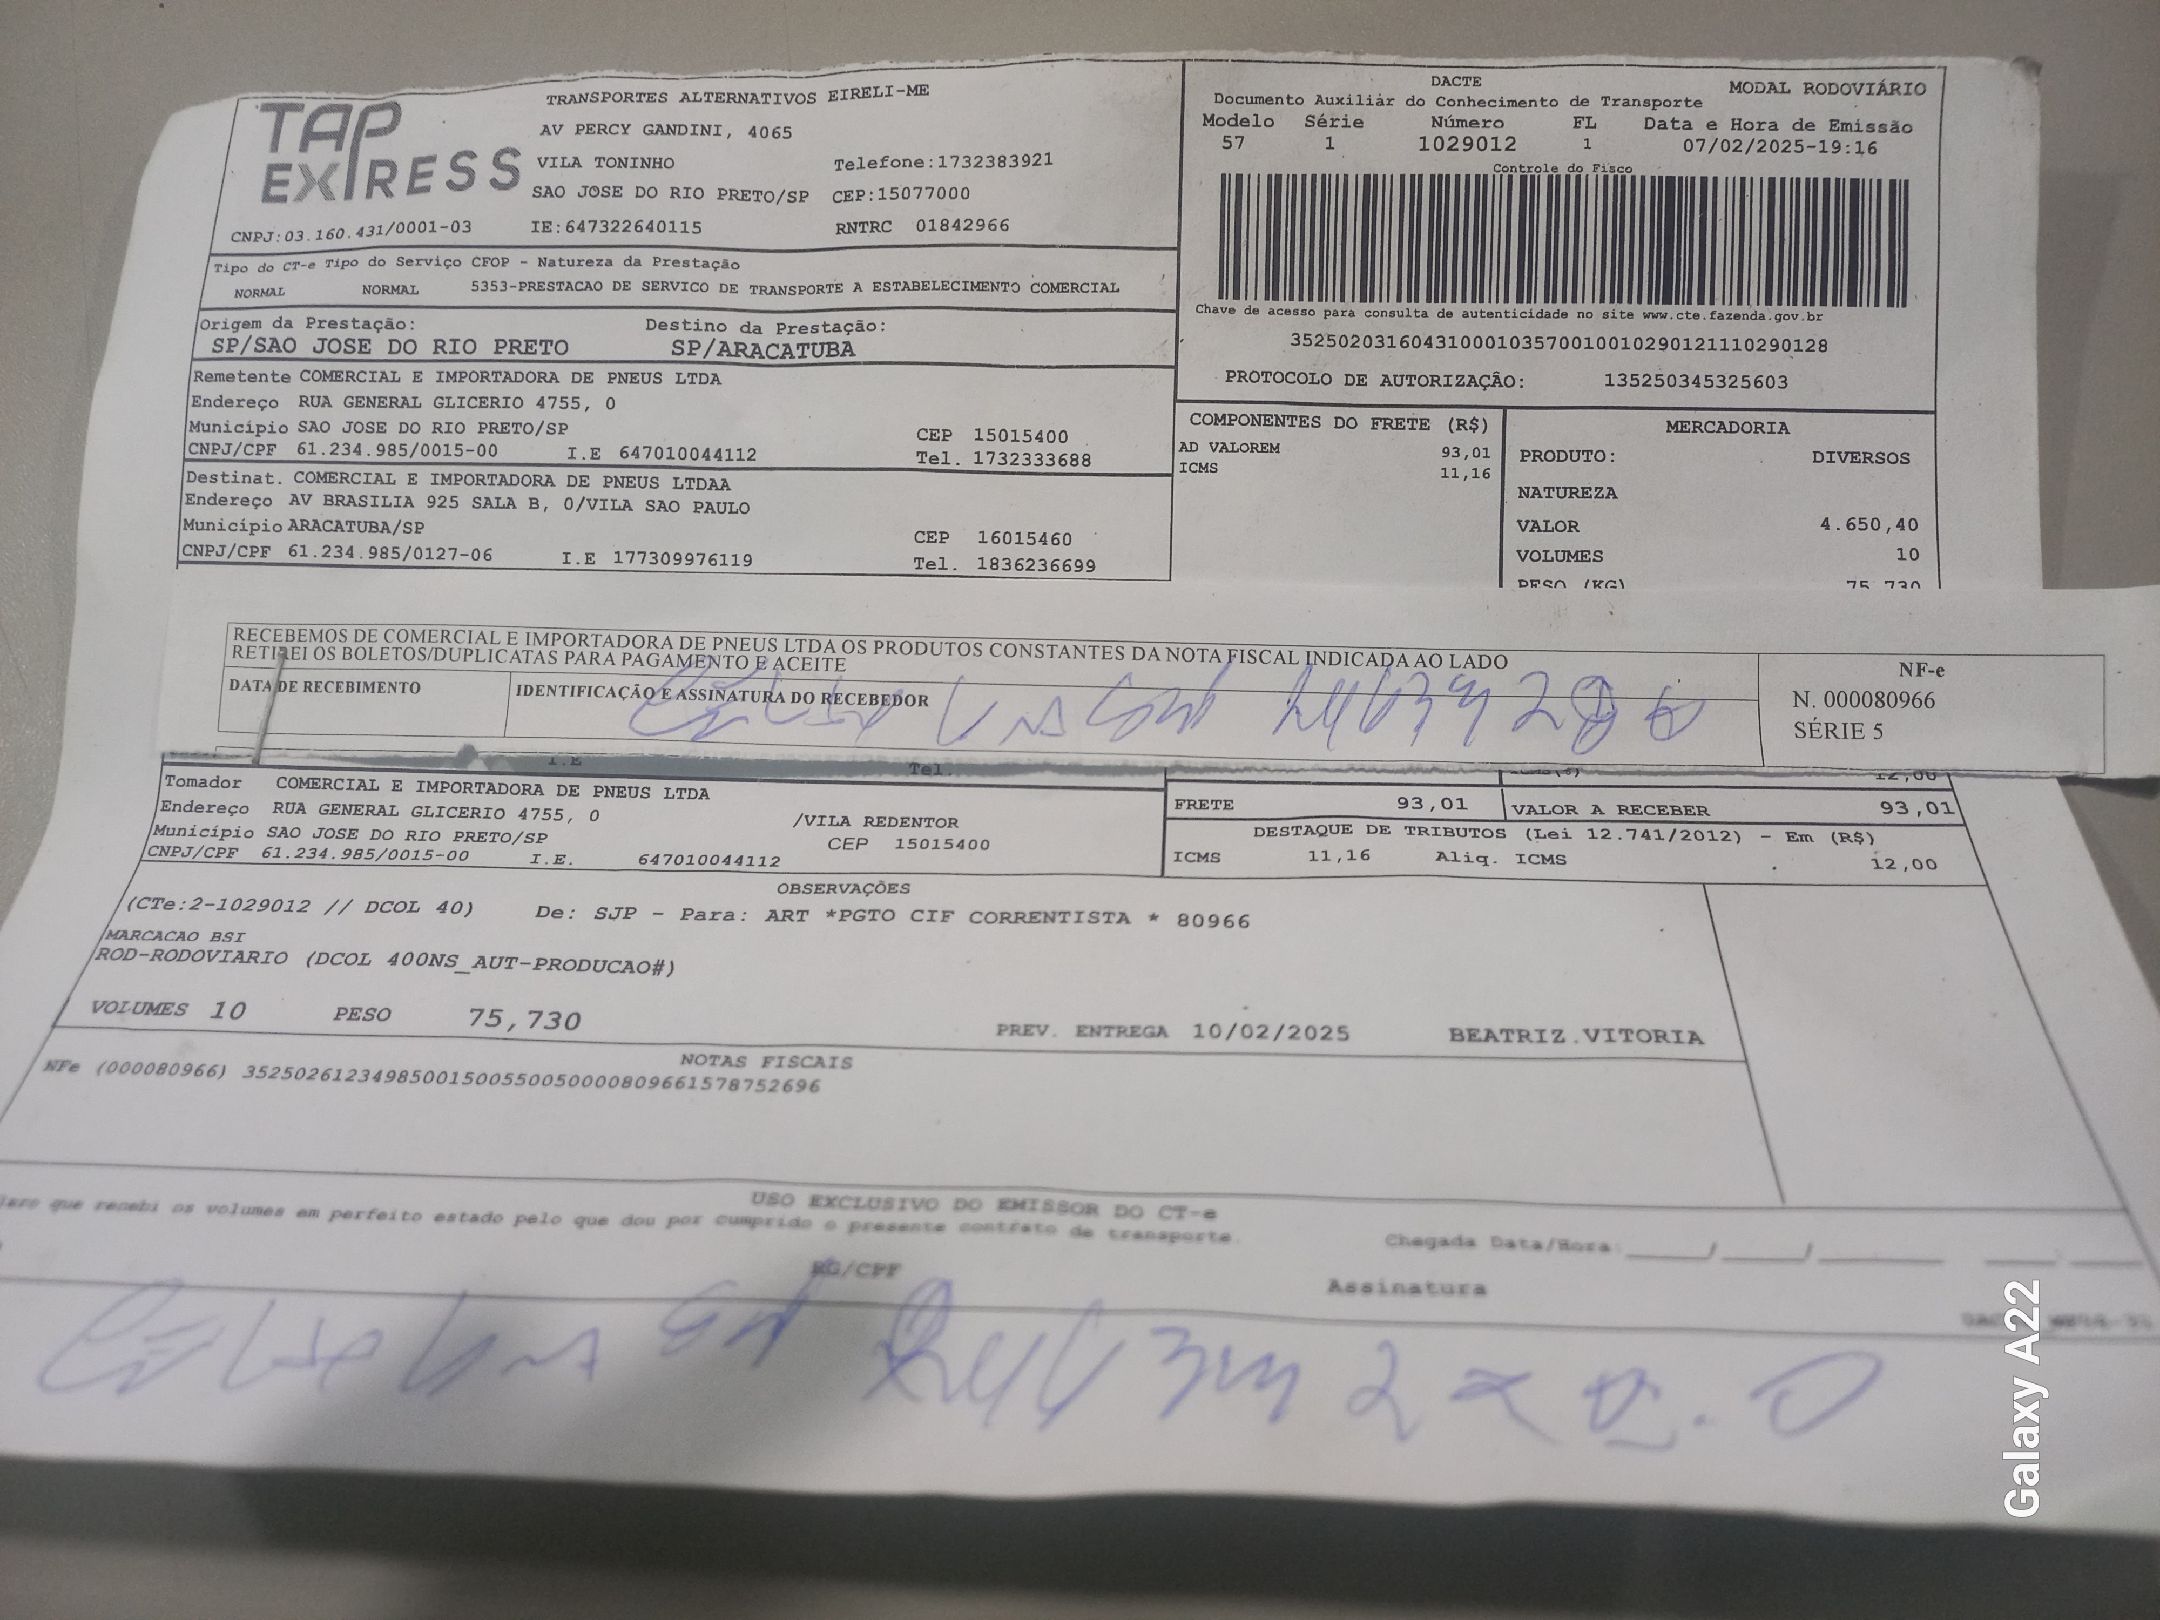 TAP EXPRESS
TRANSPORTES ALTERNATIVOS EIRELI-ME
AV PERCY GANDINI, 4065
VILA TONINHO Telefone:1732383921
SAO JOSE DO RIO PRETO/SP CEP:15077000
CNPJ:03.160.431/0001-03 IE:647322640115 RNTRC 01842966
Tipo do CT-e Tipo do Serviço CFOP - Natureza da Prestação
NORMAL NORMAL 5353-PRESTACAO DE SERVICO DE TRANSPORTE A ESTABELECIMENTO COMERCIAL
Origem da Prestação: Destino da Prestação:
SP/SAO JOSE DO RIO PRETO SP/ARACATUBA
Remetente COMERCIAL E IMPORTADORA DE PNEUS LTDA
Endereço RUA GENERAL GLICERIO 4755, 0
Município SAO JOSE DO RIO PRETO/SP CEP 15015400
CNPJ/CPF 61.234.985/0015-00 I.E 647010044112 Tel. 1732333688
Destinat. COMERCIAL E IMPORTADORA DE PNEUS LTDAA
Endereço AV BRASILIA 925 SALA B, 0/VILA SAO PAULO
Município ARACATUBA/SP CEP 16015460
CNPJ/CPF 61.234.985/0127-06 I.E 177309976119 Tel. 1836236699
DACTE MODAL RODOVIÁRIO
Documento Auxiliar do Conhecimento de Transporte
Modelo Série Número FL Data e Hora de Emissão
57 1 1029012 1 07/02/2025-19:16
Controle do Fisco
Chave de acesso para consulta de autenticidade no site www.cte.fazenda.gov.br
35250203160431000103570010010290121110290128
PROTOCOLO DE AUTORIZAÇÃO: 135250345325603
COMPONENTES DO FRETE (R$)
AD VALOREM 93,01
ICMS 11,16
MERCADORIA
PRODUTO: DIVERSOS
NATUREZA
VALOR 4.650,40
VOLUMES 10
PESO (KG) 75,730
RECEBEMOS DE COMERCIAL E IMPORTADORA DE PNEUS LTDA OS PRODUTOS CONSTANTES DA NOTA FISCAL INDICADA AO LADO
RETIREI OS BOLETOS/DUPLICATAS PARA PAGAMENTO E ACEITE
DATA DE RECEBIMENTO IDENTIFICAÇÃO E ASSINATURA DO RECEBEDOR
NF-e
N. 000080966
SÉRIE 5
I.E Tel.
12,00
Tomador COMERCIAL E IMPORTADORA DE PNEUS LTDA
Endereço RUA GENERAL GLICERIO 4755, 0 /VILA REDENTOR
Município SAO JOSE DO RIO PRETO/SP CEP 15015400
CNPJ/CPF 61.234.985/0015-00 I.E. 647010044112
FRETE 93,01 VALOR A RECEBER 93,01
DESTAQUE DE TRIBUTOS (Lei 12.741/2012) - Em (R$)
ICMS 11,16 Aliq. ICMS 12,00
OBSERVAÇÕES
(CTe:2-1029012 // DCOL 40) De: SJP - Para: ART *PGTO CIF CORRENTISTA * 80966
MARCACAO BSI
ROD-RODOVIARIO (DCOL 400NS_AUT-PRODUCAO#)
VOLUMES 10 PESO 75,730 PREV. ENTREGA 10/02/2025 BEATRIZ.VITORIA
NOTAS FISCAIS
NFe (000080966) 35250261234985001500550050000809661578752696
USO EXCLUSIVO DO EMISSOR DO CT-e
que recebi os volumes em perfeito estado pelo que dou por cumprido o presente contrato de transporte.
Chegada Data/Hora: ____/____/______
RG/CPF Assinatura
Galaxy A22